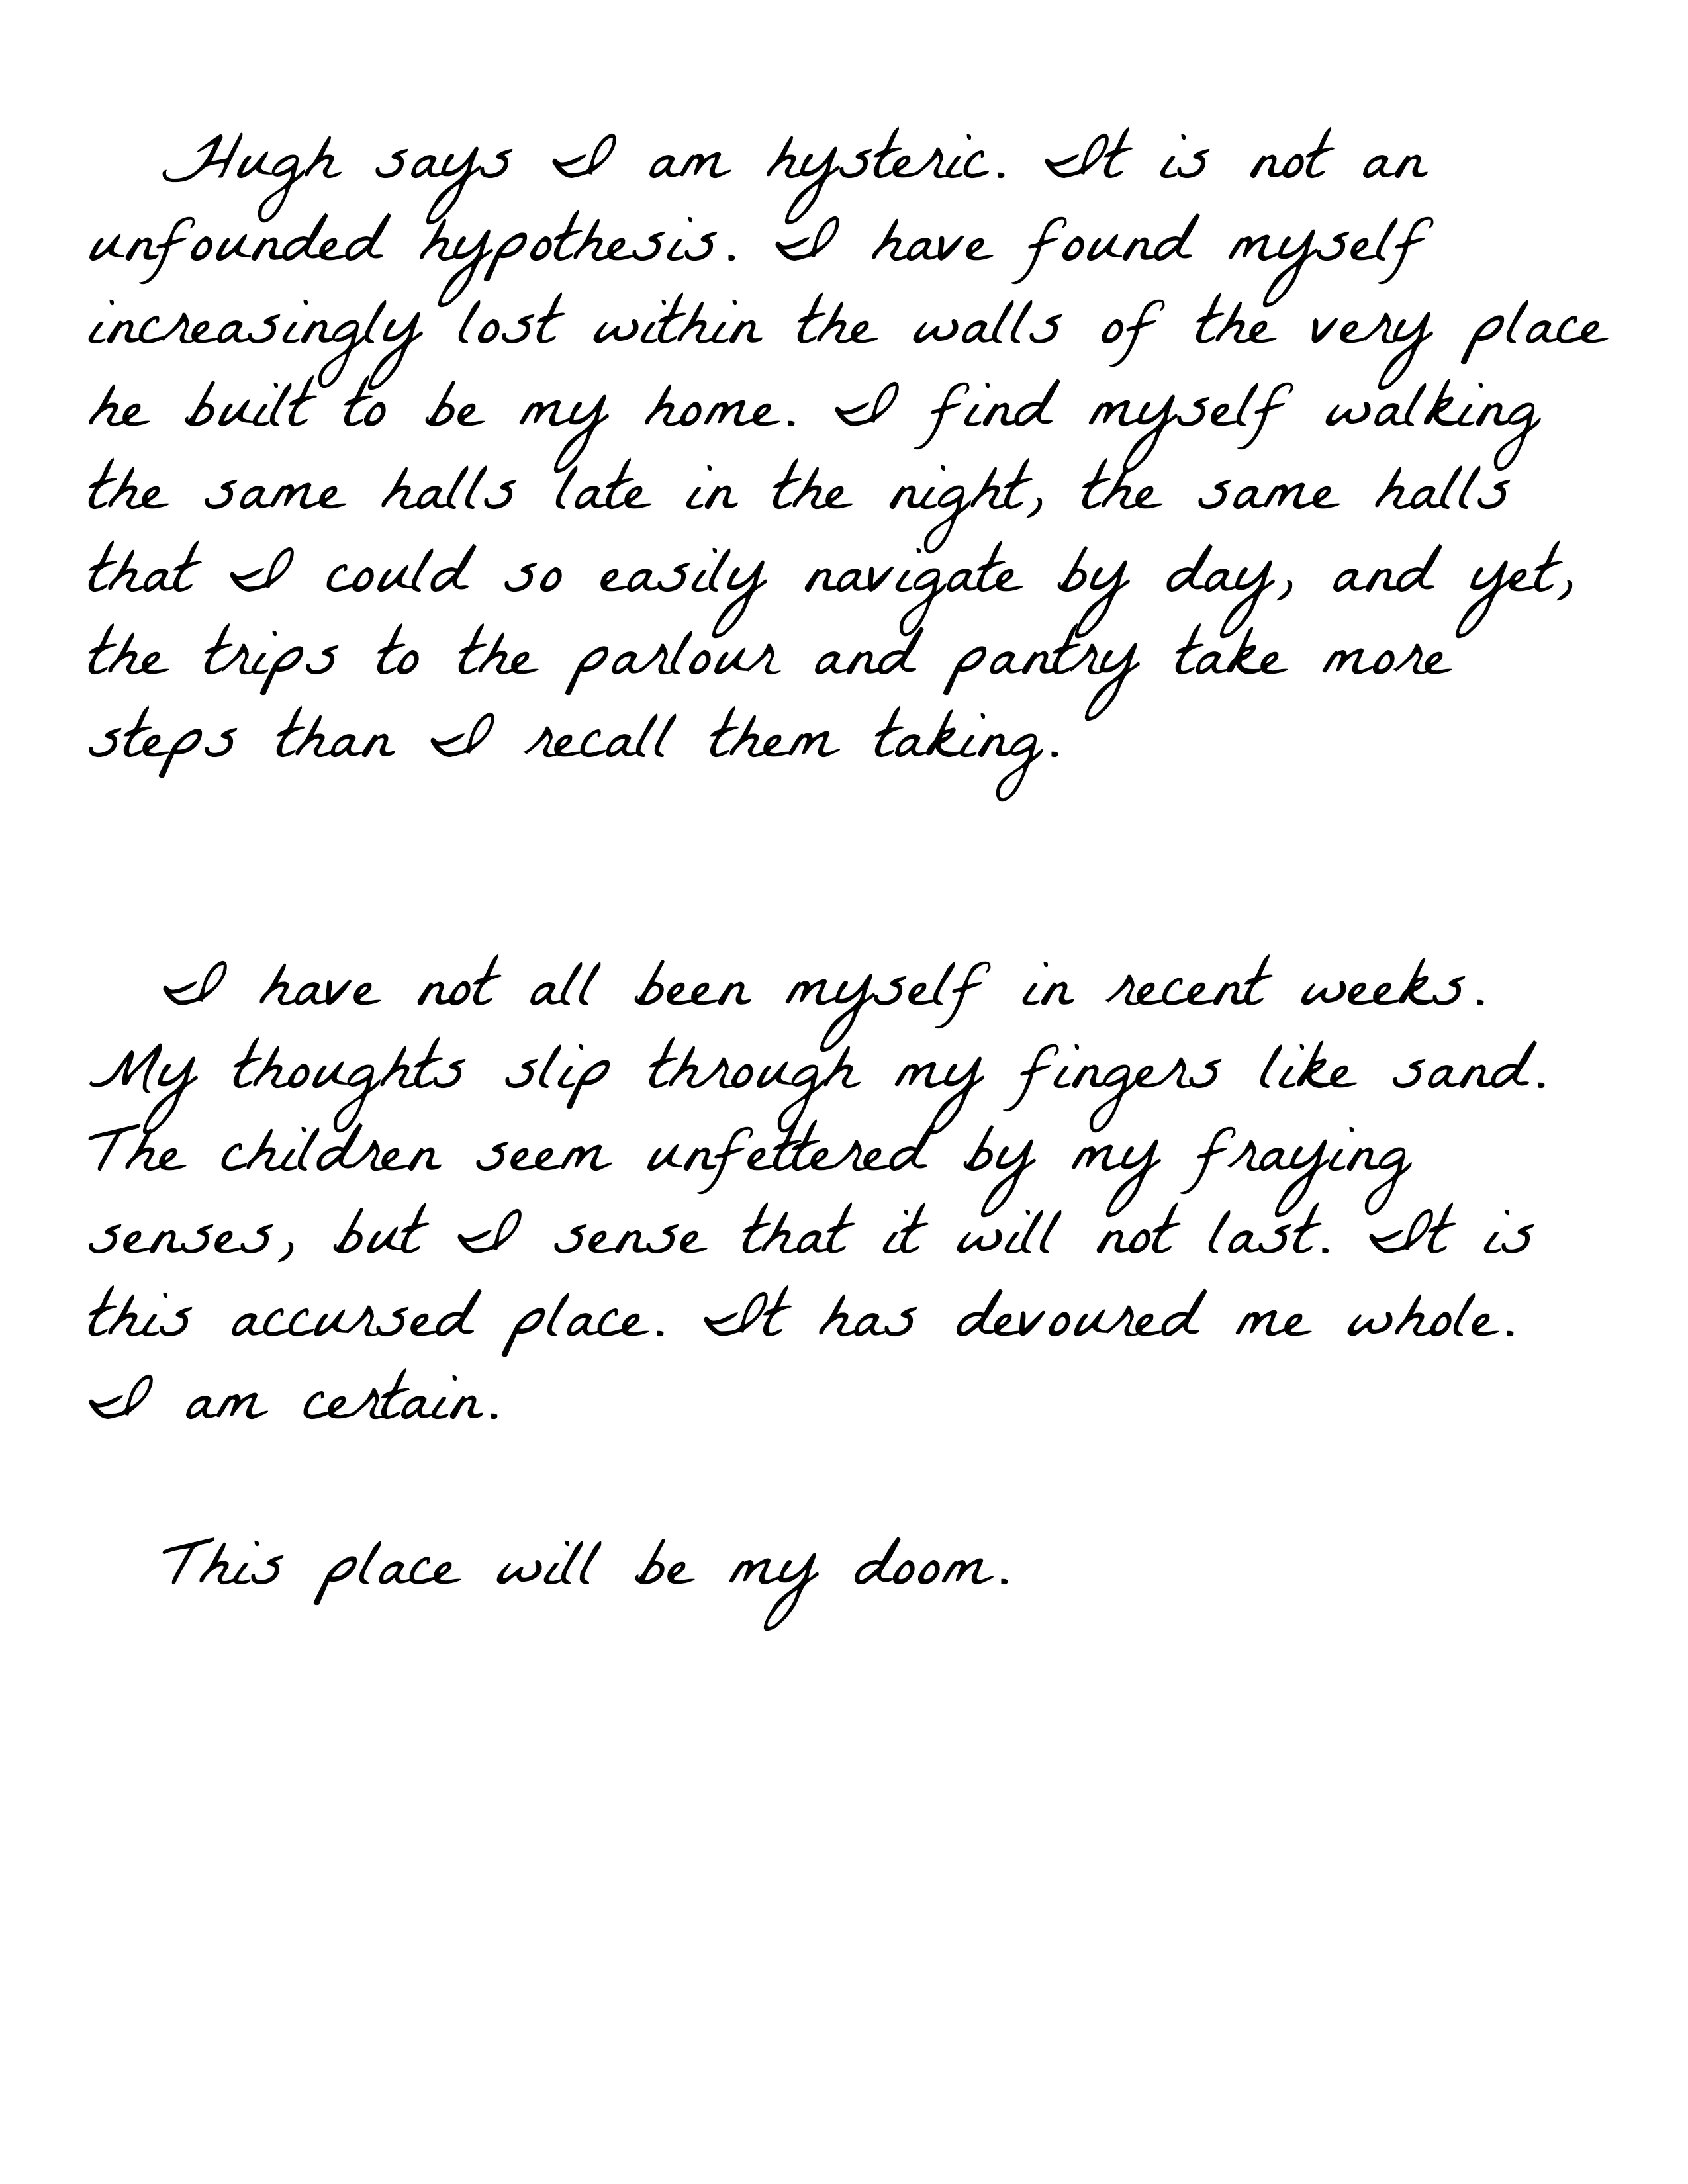 Hugh says I am hysteric. It is not an
unfounded hypothesis. I have found myself
increasingly lost within the walls of the very place
he built to be my home. I find myself walking
the same halls late in the night, the same halls
that I could so easily navigate by day, and yet,
the trips to the parlour and pantry take more
steps than I recall them taking.
I have not all been myself in recent weeks.
My thoughts slip through my fingers like sand.
The children seem unfettered by my fraying
senses, but I sense that it will not last. It is
this accursed place. It has devoured me whole.
I am certain.
This place will be my doom.